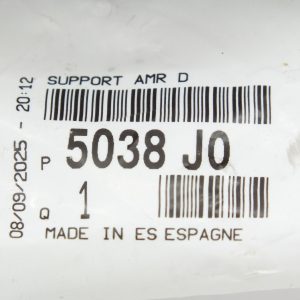 SUPPORT AMR D
P 5038 J0
Q 1
MADE IN ES ESPAGNE
08/09/2025 - 20:12